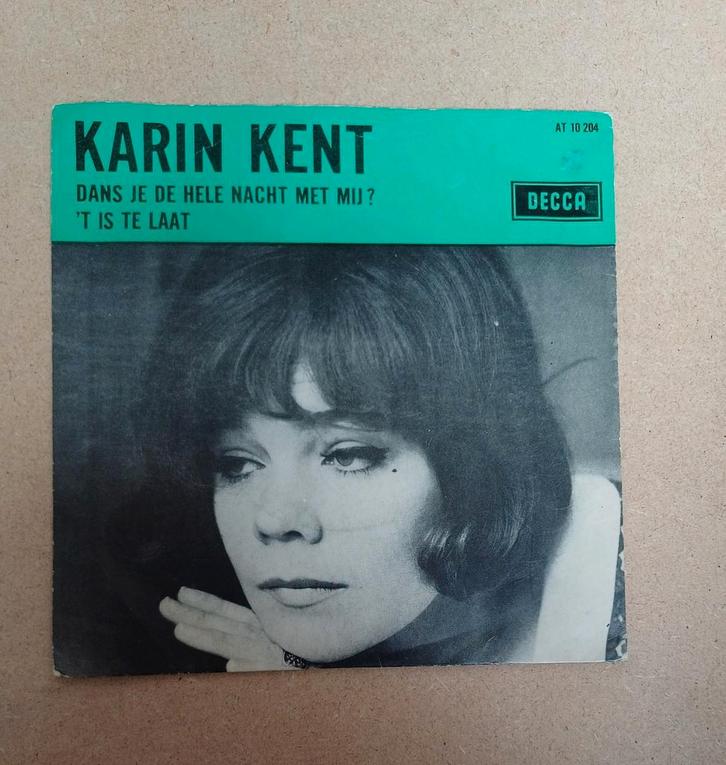 KARIN KENT
AT 10 204
DANS JE DE HELE NACHT MET MIJ?
'T IS TE LAAT
DECCA